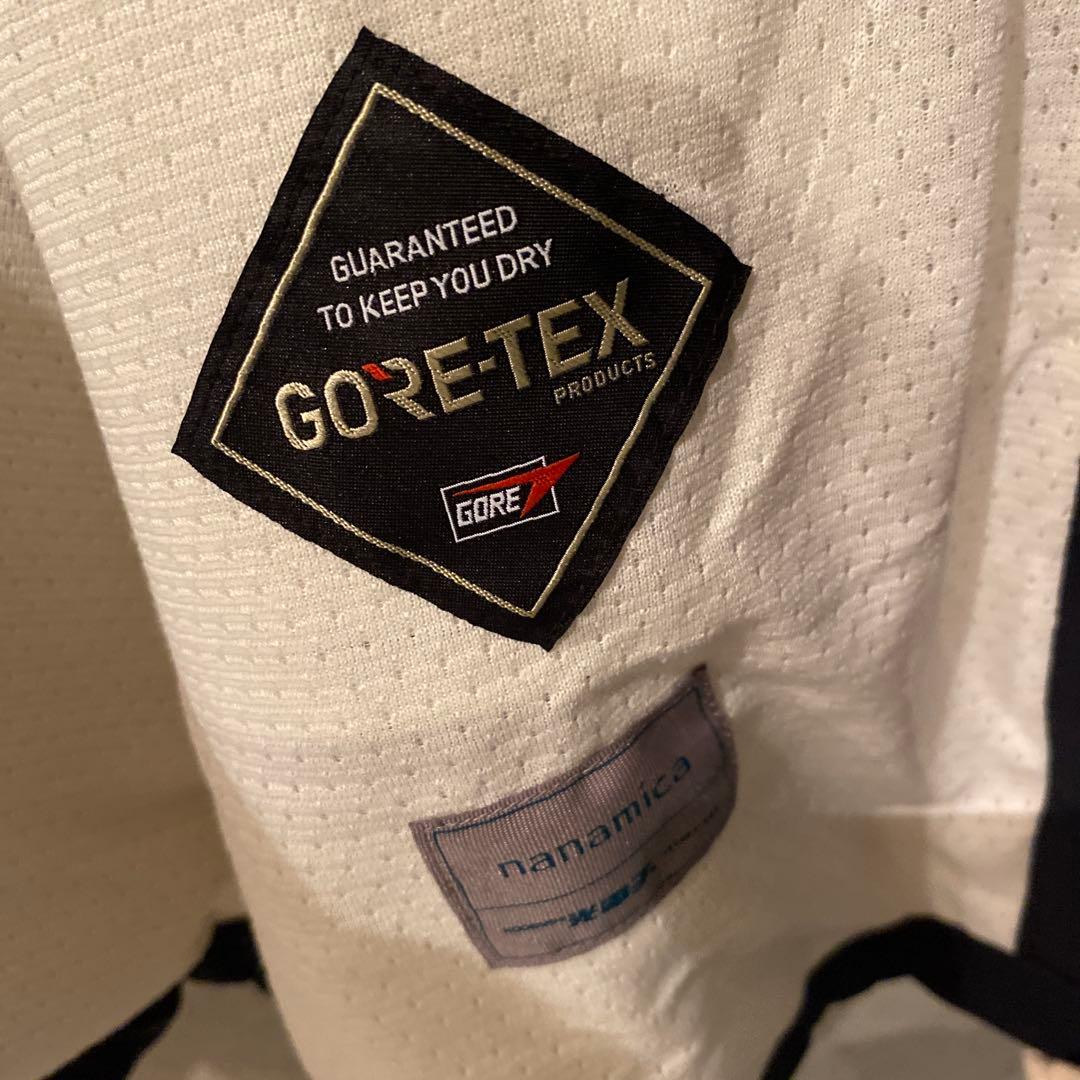 GUARANTEED
TO KEEP YOU DRY
GORE-TEX
PRODUCTS
GORE
nanamica